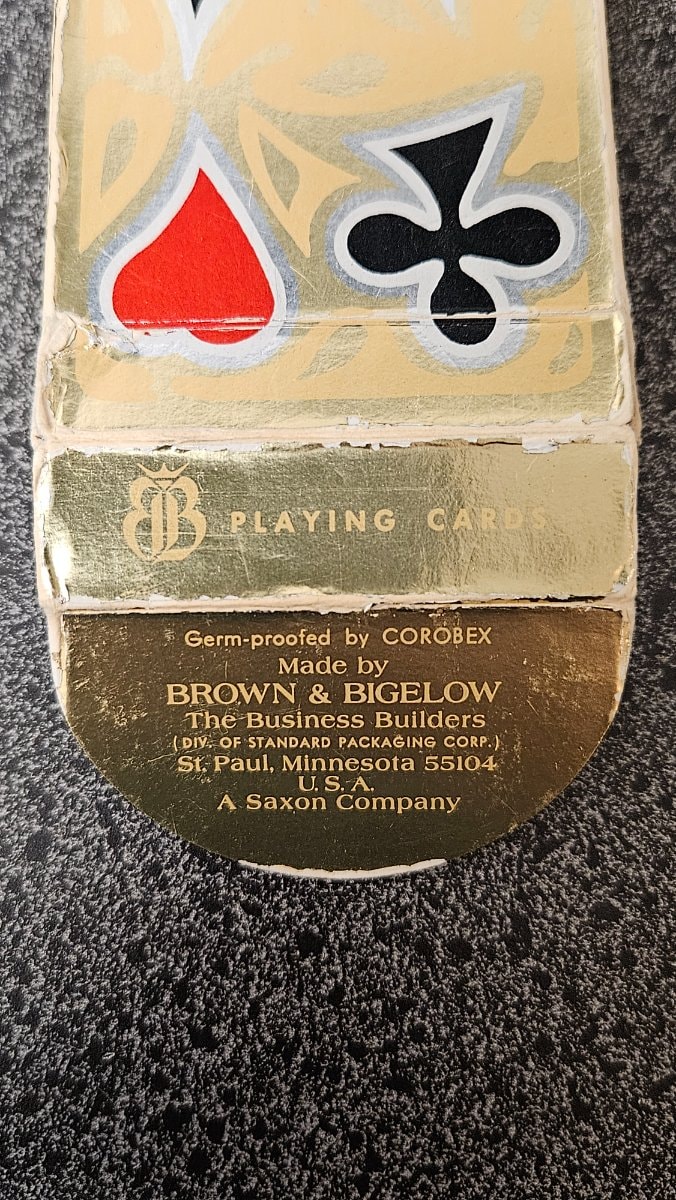 PLAYING CARDS
Germ-proofed by COROBEX
Made by
BROWN & BIGELOW
The Business Builders
(DIV. OF STANDARD PACKAGING CORP.)
St. Paul, Minnesota 55104
U. S. A.
A Saxon Company